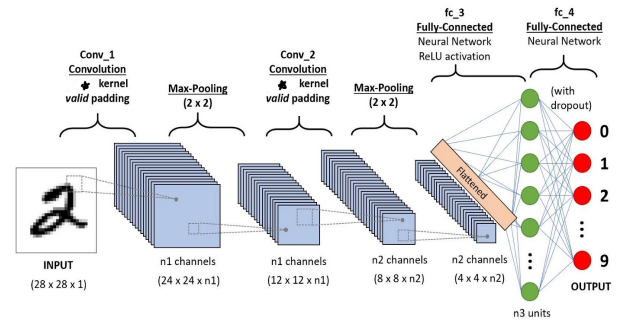 fc_3
Fully-Connected
Neural Network
ReLU activation
fc_4
Fully-Connected
Neural Network
Conv_1
Convolution
kernel
valid padding
Max-Pooling
(2 x 2)
Conv_2
Convolution
kernel
valid padding
Max-Pooling
(2 x 2)
(with
dropout)
Flattened
0
1
2
9
2
INPUT
(28 x 28 x 1)
n1 channels
(24 x 24 x n1)
n1 channels
(12 x 12 x n1)
n2 channels
(8 x 8 x n2)
n2 channels
(4 x 4 x n2)
OUTPUT
n3 units